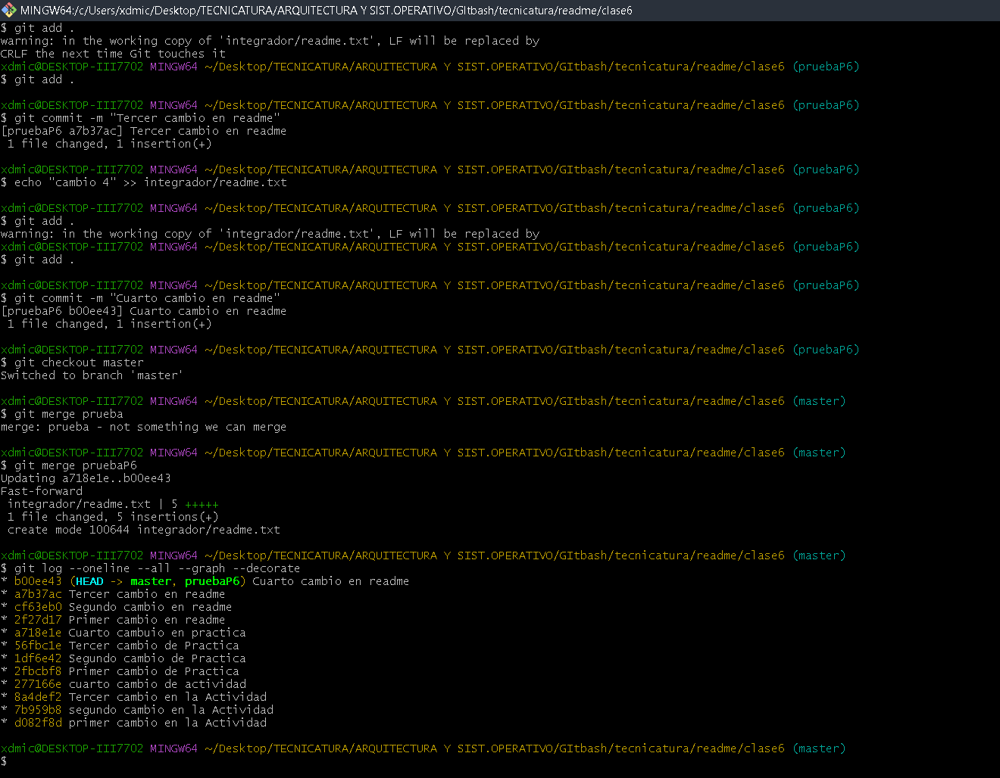 MINGW64:/c/Users/xdmic/Desktop/TECNICATURA/ARQUITECTURA Y SIST.OPERATIVO/GItbash/tecnicatura/readme/clase6
$ git add .
warning: in the working copy of 'integrador/readme.txt', LF will be replaced by
CRLF the next time Git touches it
xdmic@DESKTOP-III7702 MINGW64 ~/Desktop/TECNICATURA/ARQUITECTURA Y SIST.OPERATIVO/GItbash/tecnicatura/readme/clase6 (pruebaP6)
$ git add .
xdmic@DESKTOP-III7702 MINGW64 ~/Desktop/TECNICATURA/ARQUITECTURA Y SIST.OPERATIVO/GItbash/tecnicatura/readme/clase6 (pruebaP6)
$ git commit -m "Tercer cambio en readme"
[pruebaP6 a7b37ac] Tercer cambio en readme
 1 file changed, 1 insertion(+)
xdmic@DESKTOP-III7702 MINGW64 ~/Desktop/TECNICATURA/ARQUITECTURA Y SIST.OPERATIVO/GItbash/tecnicatura/readme/clase6 (pruebaP6)
$ echo "cambio 4" >> integrador/readme.txt
xdmic@DESKTOP-III7702 MINGW64 ~/Desktop/TECNICATURA/ARQUITECTURA Y SIST.OPERATIVO/GItbash/tecnicatura/readme/clase6 (pruebaP6)
$ git add .
warning: in the working copy of 'integrador/readme.txt', LF will be replaced by
xdmic@DESKTOP-III7702 MINGW64 ~/Desktop/TECNICATURA/ARQUITECTURA Y SIST.OPERATIVO/GItbash/tecnicatura/readme/clase6 (pruebaP6)
$ git add .
xdmic@DESKTOP-III7702 MINGW64 ~/Desktop/TECNICATURA/ARQUITECTURA Y SIST.OPERATIVO/GItbash/tecnicatura/readme/clase6 (pruebaP6)
$ git commit -m "Cuarto cambio en readme"
[pruebaP6 b00ee43] Cuarto cambio en readme
 1 file changed, 1 insertion(+)
xdmic@DESKTOP-III7702 MINGW64 ~/Desktop/TECNICATURA/ARQUITECTURA Y SIST.OPERATIVO/GItbash/tecnicatura/readme/clase6 (pruebaP6)
$ git checkout master
Switched to branch 'master'
xdmic@DESKTOP-III7702 MINGW64 ~/Desktop/TECNICATURA/ARQUITECTURA Y SIST.OPERATIVO/GItbash/tecnicatura/readme/clase6 (master)
$ git merge prueba
merge: prueba - not something we can merge
xdmic@DESKTOP-III7702 MINGW64 ~/Desktop/TECNICATURA/ARQUITECTURA Y SIST.OPERATIVO/GItbash/tecnicatura/readme/clase6 (master)
$ git merge pruebaP6
Updating a718e1e..b00ee43
Fast-forward
 integrador/readme.txt | 5 +++++
 1 file changed, 5 insertions(+)
 create mode 100644 integrador/readme.txt
xdmic@DESKTOP-III7702 MINGW64 ~/Desktop/TECNICATURA/ARQUITECTURA Y SIST.OPERATIVO/GItbash/tecnicatura/readme/clase6 (master)
$ git log --oneline --all --graph --decorate
* b00ee43 (HEAD -> master, pruebaP6) Cuarto cambio en readme
* a7b37ac Tercer cambio en readme
* cf63eb0 Segundo cambio en readme
* 2f27d17 Primer cambio en readme
* a718e1e Cuarto cambuio en practica
* 56fbc1e Tercer cambio de Practica
* 1df6e42 Segundo cambio de Practica
* 2fbcbf8 Primer cambio de Practica
* 277166e cuarto cambio de actividad
* 8a4def2 Tercer cambio en la Actividad
* 7b959b8 segundo cambio en la Actividad
* d082f8d primer cambio en la Actividad
xdmic@DESKTOP-III7702 MINGW64 ~/Desktop/TECNICATURA/ARQUITECTURA Y SIST.OPERATIVO/GItbash/tecnicatura/readme/clase6 (master)
$